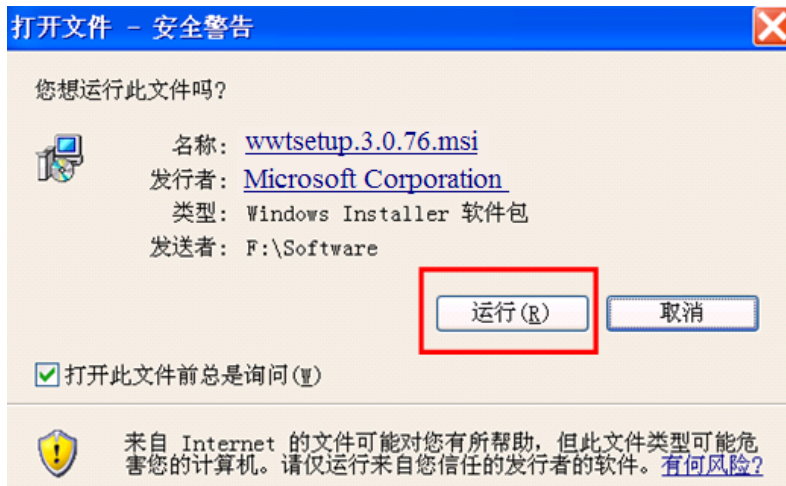 打开文件 - 安全警告
您想运行此文件吗?
名称: wwtsetup.3.0.76.msi
发行者: Microsoft Corporation
类型: Windows Installer 软件包
发送者: F:\Software
运行(R) 取消
打开此文件前总是询问(W)
来自 Internet 的文件可能对您有所帮助, 但此文件类型可能危
害您的计算机。请仅运行来自您信任的发行者的软件。有何风险?